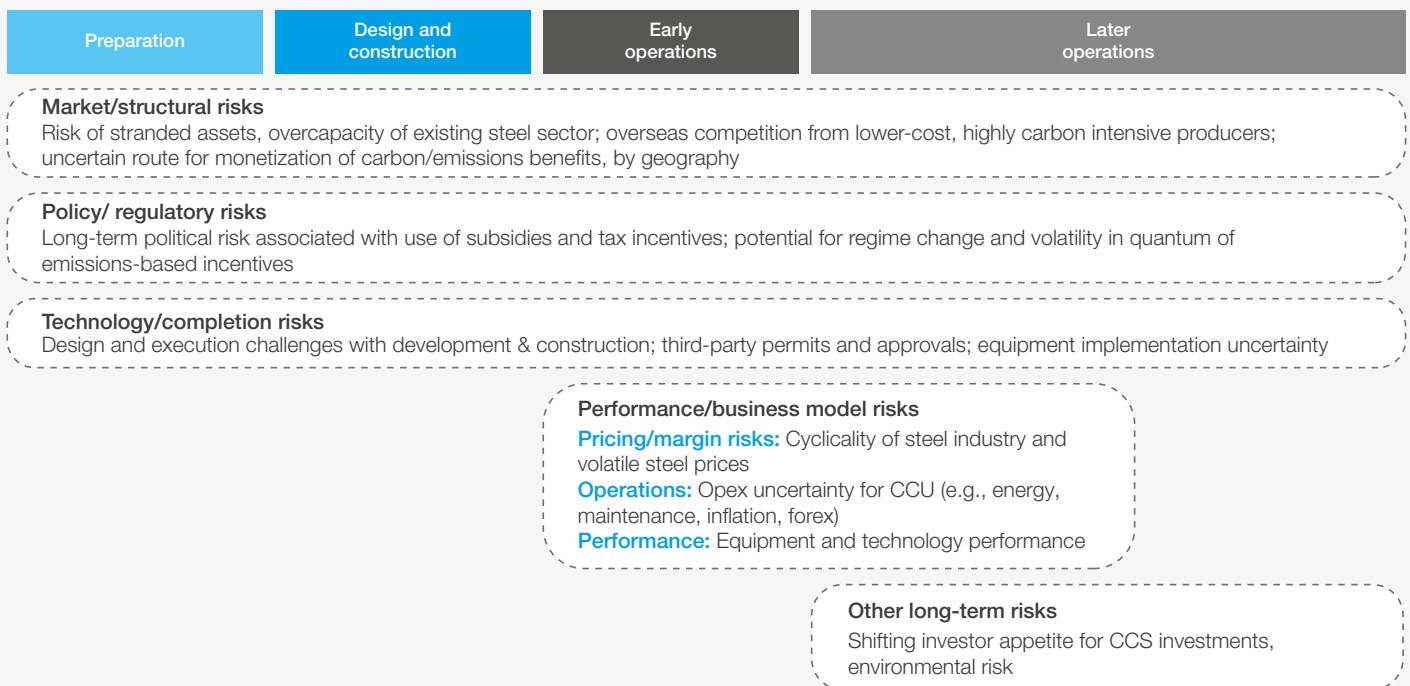 Preparation
Design and
construction
Early
operations
Later
operations
Market/structural risks
Risk of stranded assets, overcapacity of existing steel sector; overseas competition from lower-cost, highly carbon intensive producers;
uncertain route for monetization of carbon/emissions benefits, by geography
Policy/ regulatory risks
Long-term political risk associated with use of subsidies and tax incentives; potential for regime change and volatility in quantum of
emissions-based incentives
Technology/completion risks
Design and execution challenges with development & construction; third-party permits and approvals; equipment implementation uncertainty
Performance/business model risks
Pricing/margin risks: Cyclicality of steel industry and
volatile steel prices
Operations: Opex uncertainty for CCU (e.g., energy,
maintenance, inflation, forex)
Performance: Equipment and technology performance
Other long-term risks
Shifting investor appetite for CCS investments,
environmental risk